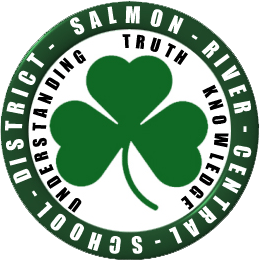 SALMON - RIVER - CENTRAL - SCHOOL - DISTRICT -
UNDERSTANDING TRUTH KNOWLEDGE